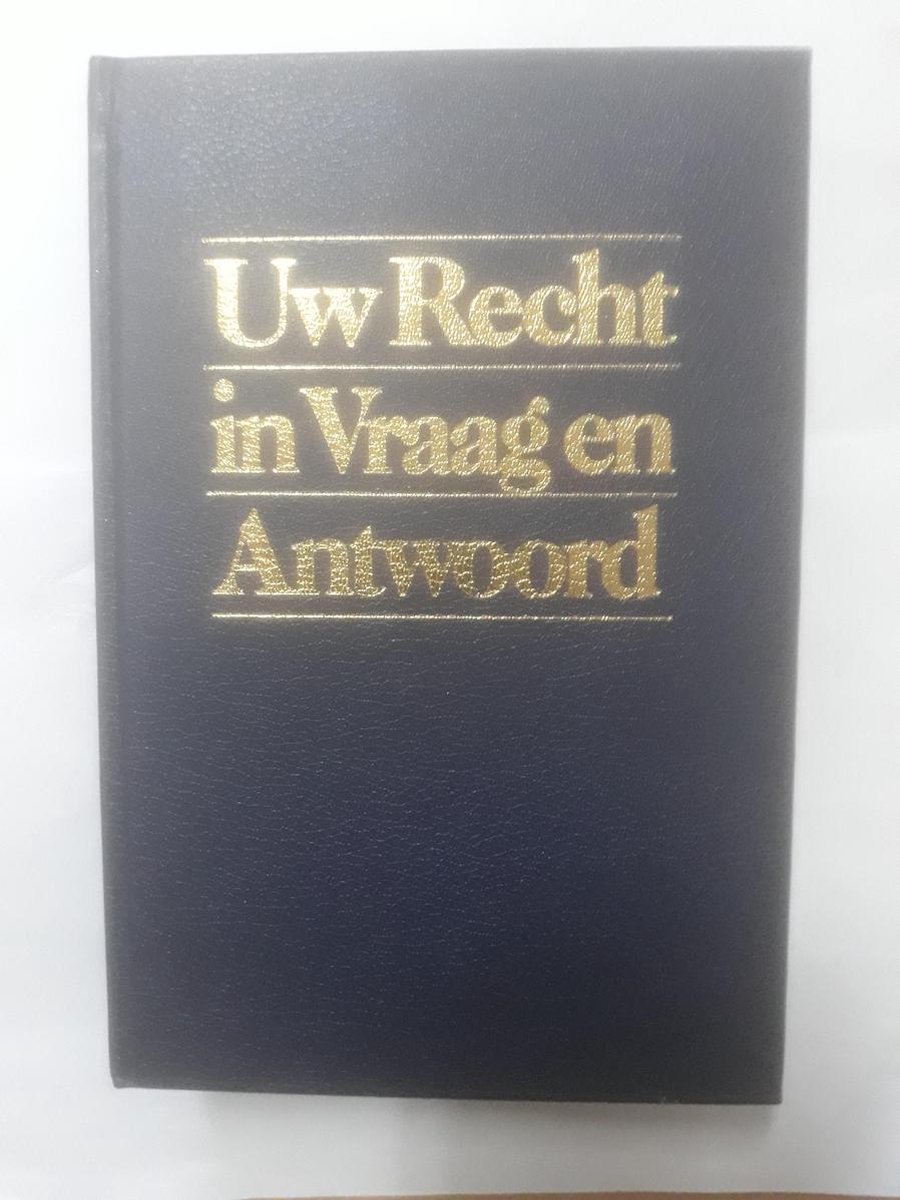 Uw Recht
in Vraag en
Antwoord